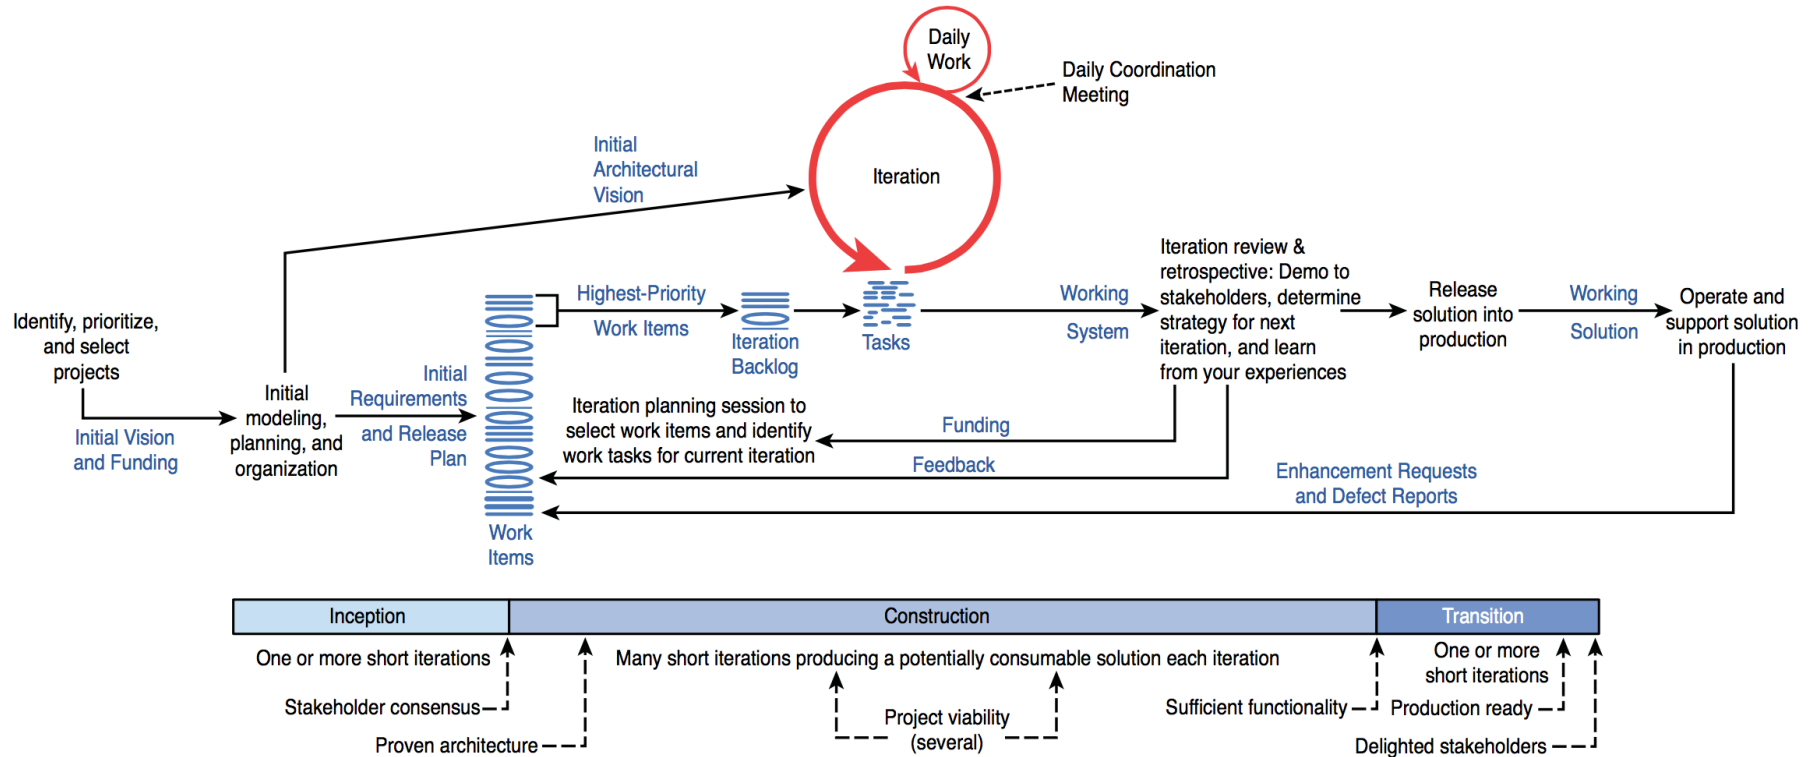 Daily
Work
Daily Coordination
Meeting
Initial
Architectural
Vision
Iteration
Identify, prioritize,
and select
projects
Initial Vision
and Funding
Initial
modeling,
planning, and
organization
Initial
Requirements
and Release
Plan
Work
Items
Highest-Priority
Work Items
Iteration
Backlog
Tasks
Working
System
Iteration review &
retrospective: Demo to
stakeholders, determine
strategy for next
iteration, and learn
from your experiences
Release
solution into
production
Working
Solution
Operate and
support solution
in production
Iteration planning session to
select work items and identify
work tasks for current iteration
Funding
Feedback
Enhancement Requests
and Defect Reports
Inception
Construction
Transition
One or more short iterations
Many short iterations producing a potentially consumable solution each iteration
One or more
short iterations
Stakeholder consensus
Proven architecture
Project viability
(several)
Sufficient functionality
Production ready
Delighted stakeholders